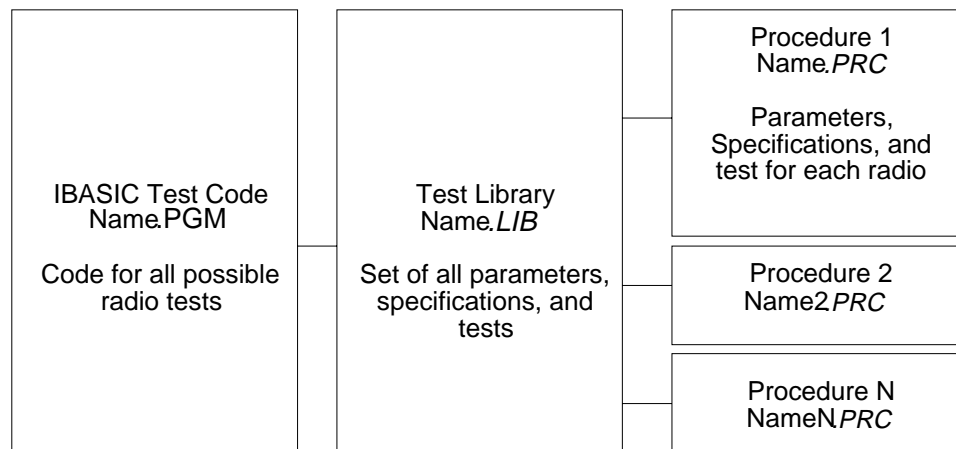 IBASIC Test Code
Name.PGM
Code for all possible
radio tests
Test Library
Name.LIB
Set of all parameters,
specifications, and
tests
Procedure 1
Name.PRC
Parameters,
Specifications, and
test for each radio
Procedure 2
Name2.PRC
Procedure N
NameN.PRC